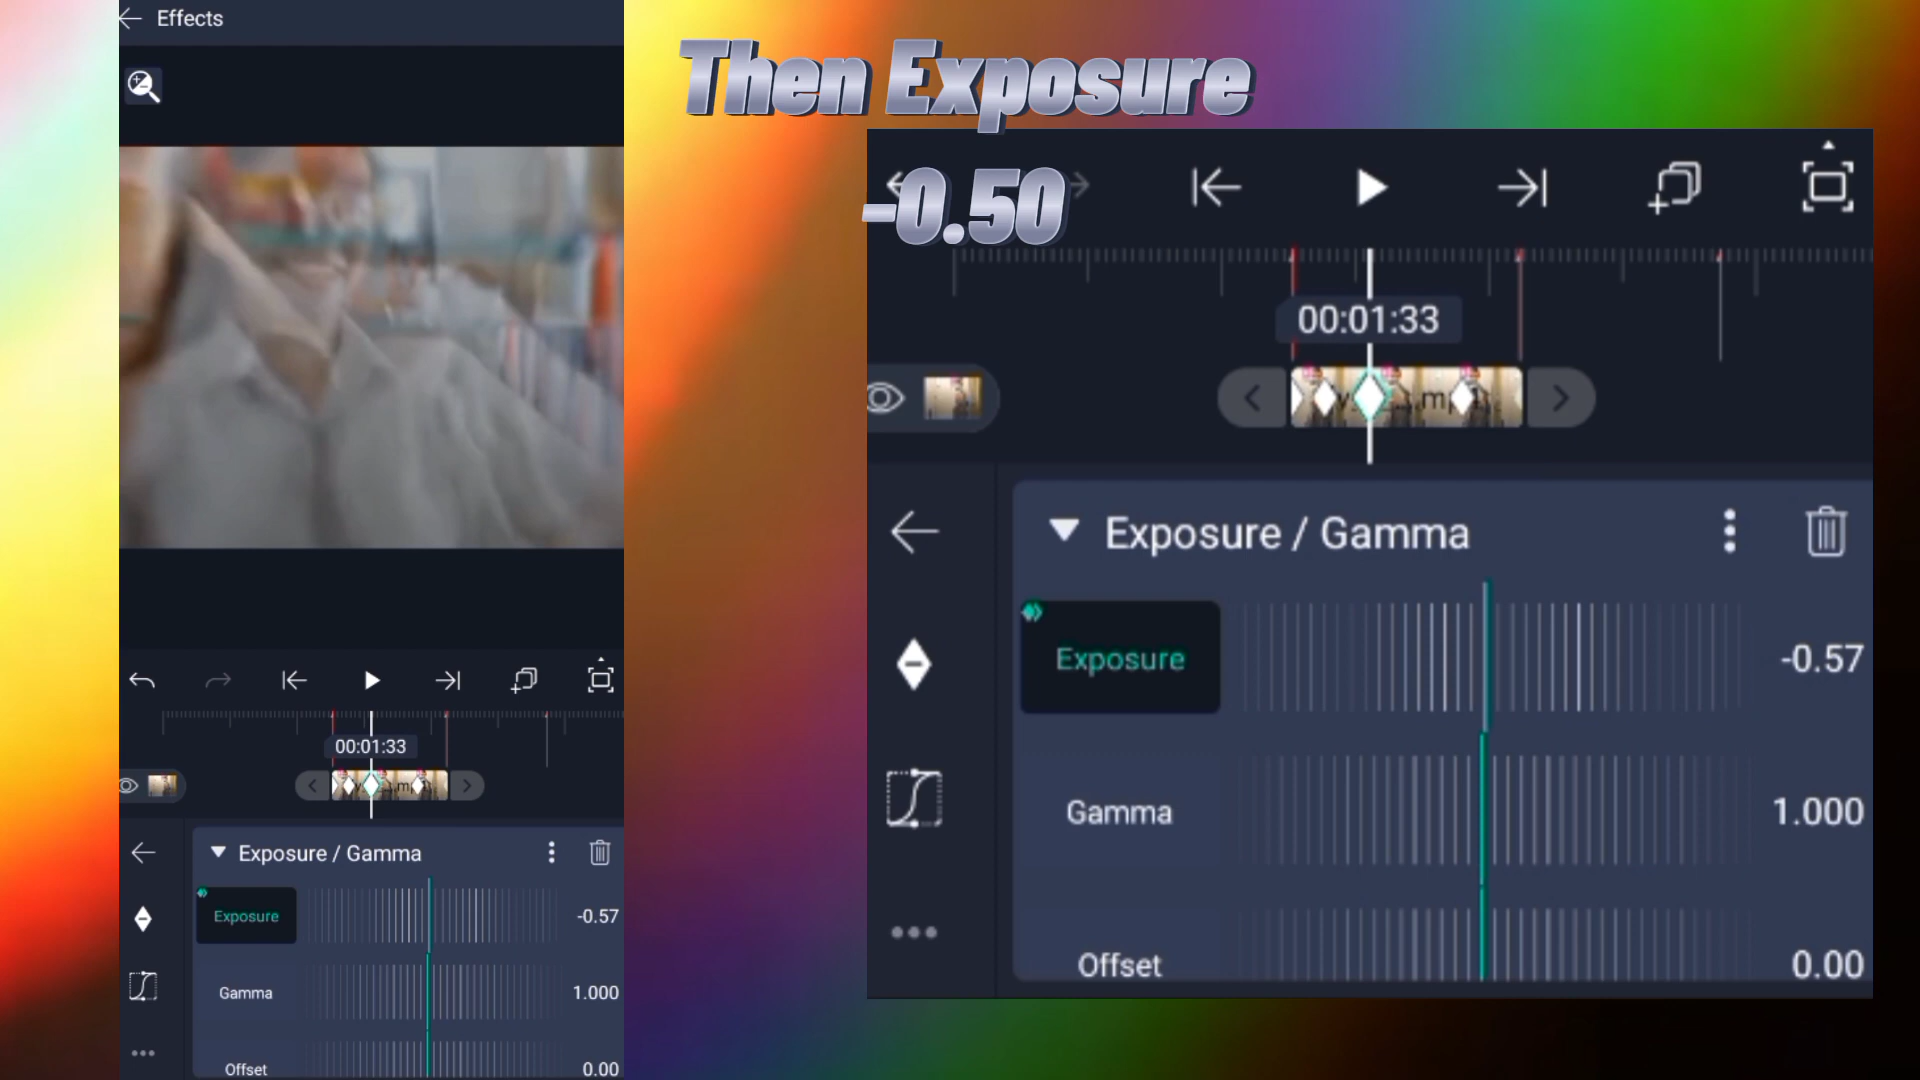 Effects
00:01:33
Exposure / Gamma
Exposure
-0.57
Gamma
1.000
Offset
0.00
Then Exposure
-0.50
00:01:33
Exposure / Gamma
Exposure
-0.57
Gamma
1.000
Offset
0.00